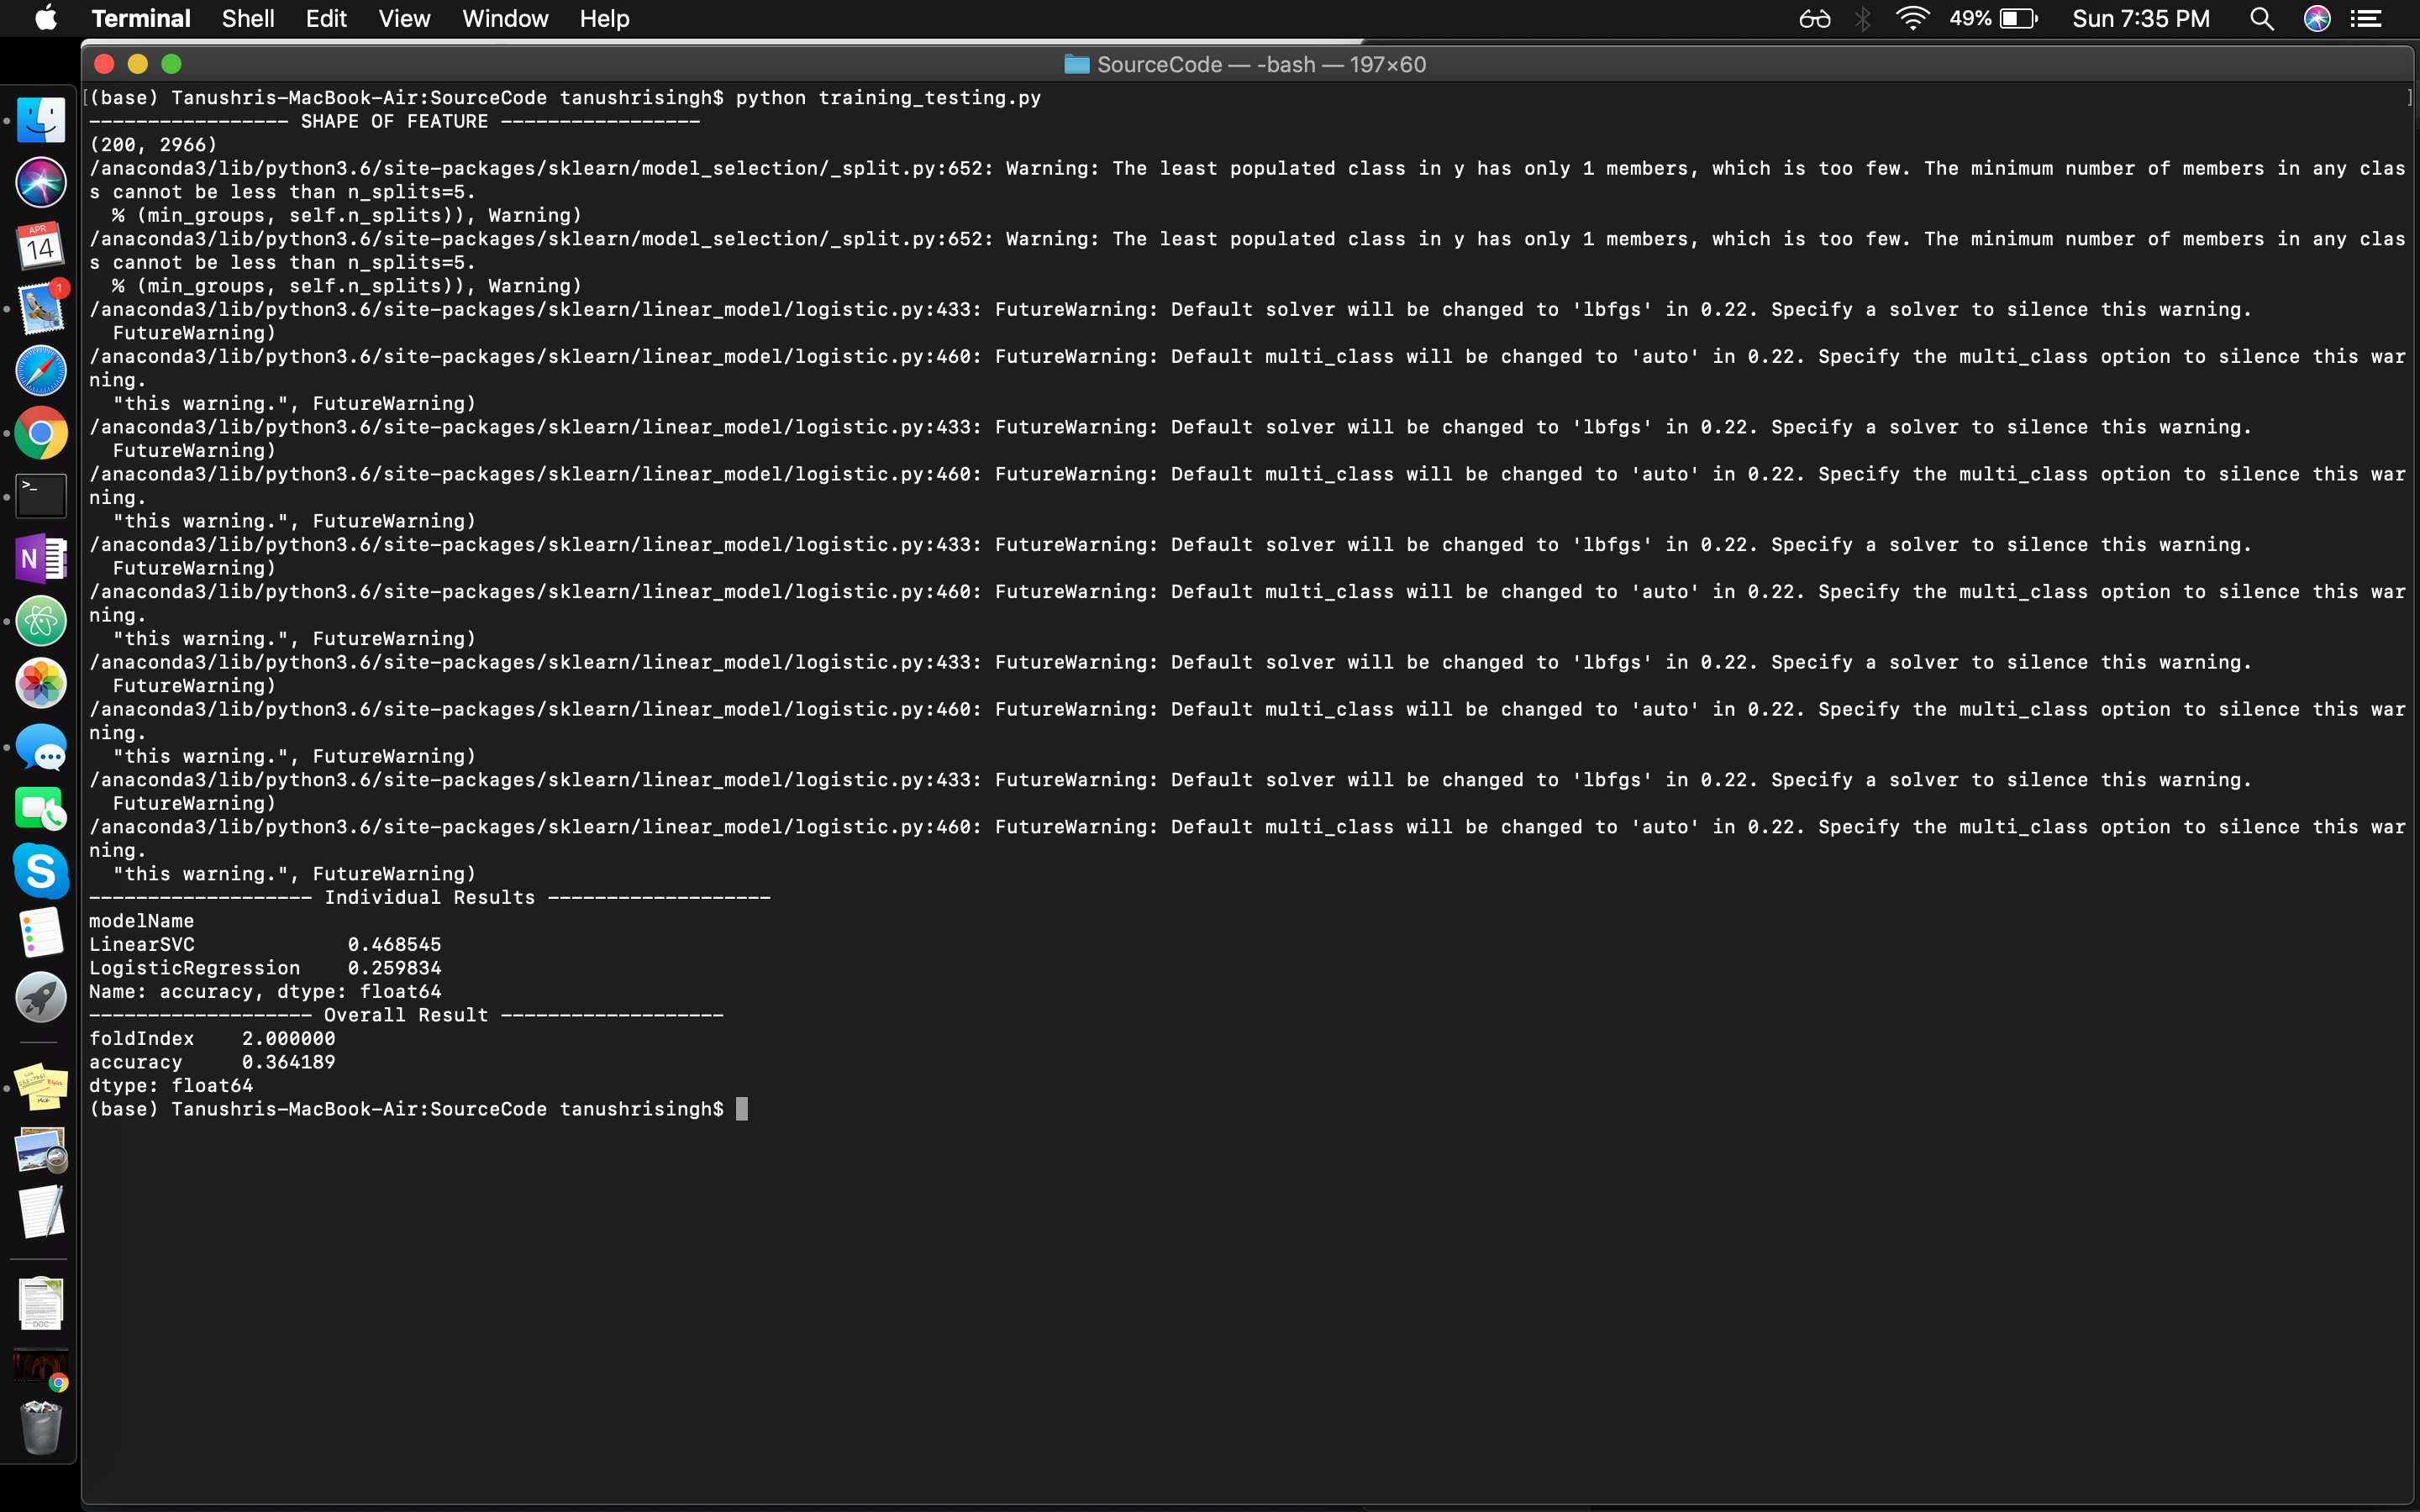 Terminal Shell Edit View Window Help 49% Sun 7:35 PM
SourceCode — -bash — 197×60
[(base) Tanushris-MacBook-Air:SourceCode tanushrisingh$ python training_testing.py ]
----------------- SHAPE OF FEATURE -----------------
(200, 2966)
/anaconda3/lib/python3.6/site-packages/sklearn/model_selection/_split.py:652: Warning: The least populated class in y has only 1 members, which is too few. The minimum number of members in any clas
s cannot be less than n_splits=5.
% (min_groups, self.n_splits)), Warning)
/anaconda3/lib/python3.6/site-packages/sklearn/model_selection/_split.py:652: Warning: The least populated class in y has only 1 members, which is too few. The minimum number of members in any clas
s cannot be less than n_splits=5.
% (min_groups, self.n_splits)), Warning)
/anaconda3/lib/python3.6/site-packages/sklearn/linear_model/logistic.py:433: FutureWarning: Default solver will be changed to 'lbfgs' in 0.22. Specify a solver to silence this warning.
FutureWarning)
/anaconda3/lib/python3.6/site-packages/sklearn/linear_model/logistic.py:460: FutureWarning: Default multi_class will be changed to 'auto' in 0.22. Specify the multi_class option to silence this war
ning.
"this warning.", FutureWarning)
/anaconda3/lib/python3.6/site-packages/sklearn/linear_model/logistic.py:433: FutureWarning: Default solver will be changed to 'lbfgs' in 0.22. Specify a solver to silence this warning.
FutureWarning)
/anaconda3/lib/python3.6/site-packages/sklearn/linear_model/logistic.py:460: FutureWarning: Default multi_class will be changed to 'auto' in 0.22. Specify the multi_class option to silence this war
ning.
"this warning.", FutureWarning)
/anaconda3/lib/python3.6/site-packages/sklearn/linear_model/logistic.py:433: FutureWarning: Default solver will be changed to 'lbfgs' in 0.22. Specify a solver to silence this warning.
FutureWarning)
/anaconda3/lib/python3.6/site-packages/sklearn/linear_model/logistic.py:460: FutureWarning: Default multi_class will be changed to 'auto' in 0.22. Specify the multi_class option to silence this war
ning.
"this warning.", FutureWarning)
/anaconda3/lib/python3.6/site-packages/sklearn/linear_model/logistic.py:433: FutureWarning: Default solver will be changed to 'lbfgs' in 0.22. Specify a solver to silence this warning.
FutureWarning)
/anaconda3/lib/python3.6/site-packages/sklearn/linear_model/logistic.py:460: FutureWarning: Default multi_class will be changed to 'auto' in 0.22. Specify the multi_class option to silence this war
ning.
"this warning.", FutureWarning)
/anaconda3/lib/python3.6/site-packages/sklearn/linear_model/logistic.py:433: FutureWarning: Default solver will be changed to 'lbfgs' in 0.22. Specify a solver to silence this warning.
FutureWarning)
/anaconda3/lib/python3.6/site-packages/sklearn/linear_model/logistic.py:460: FutureWarning: Default multi_class will be changed to 'auto' in 0.22. Specify the multi_class option to silence this war
ning.
"this warning.", FutureWarning)
------------------- Individual Results -------------------
modelName
LinearSVC 0.468545
LogisticRegression 0.259834
Name: accuracy, dtype: float64
------------------- Overall Result -------------------
foldIndex 2.000000
accuracy 0.364189
dtype: float64
(base) Tanushris-MacBook-Air:SourceCode tanushrisingh$
APR
14
1
>_
N
S
DOC